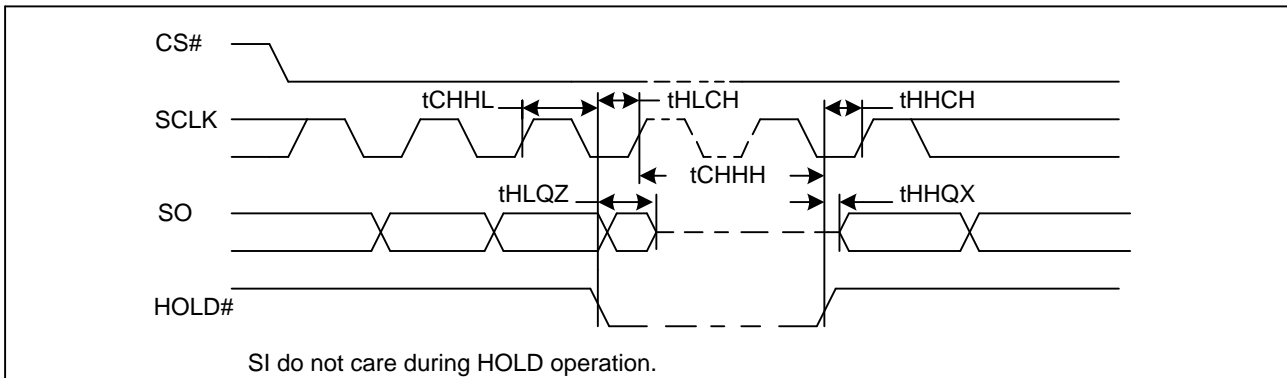 CS#
tCHHL
tHLCH
tHHCH
SCLK
tCHHH
tHLQZ
tHHQX
SO
HOLD#
SI do not care during HOLD operation.